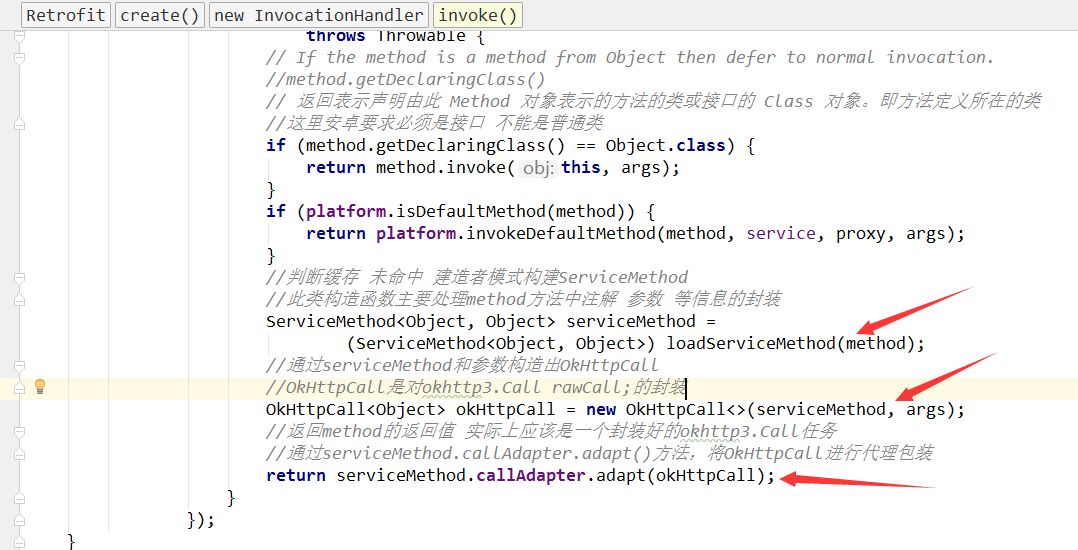 Retrofit create() new InvocationHandler invoke()
throws Throwable {
// If the method is a method from Object then defer to normal invocation.
//method.getDeclaringClass()
// 返回表示声明由此 Method 对象表示的方法的类或接口的 Class 对象。即方法定义所在的类
//这里安卓要求必须是接口 不能是普通类
if (method.getDeclaringClass() == Object.class) {
return method.invoke( obj: this, args);
}
if (platform.isDefaultMethod(method)) {
return platform.invokeDefaultMethod(method, service, proxy, args);
}
//判断缓存 未命中 建造者模式构建ServiceMethod
//此类构造函数主要处理method方法中注解 参数 等信息的封装
ServiceMethod<Object, Object> serviceMethod =
(ServiceMethod<Object, Object>) loadServiceMethod(method);
//通过serviceMethod和参数构造出OkHttpCall
//OkHttpCall是对okhttp3.Call rawCall;的封装
OkHttpCall<Object> okHttpCall = new OkHttpCall<>(serviceMethod, args);
//返回method的返回值 实际上应该是一个封装好的okhttp3.Call任务
//通过serviceMethod.callAdapter.adapt()方法，将OkHttpCall进行代理包装
return serviceMethod.callAdapter.adapt(okHttpCall);
}
});
}